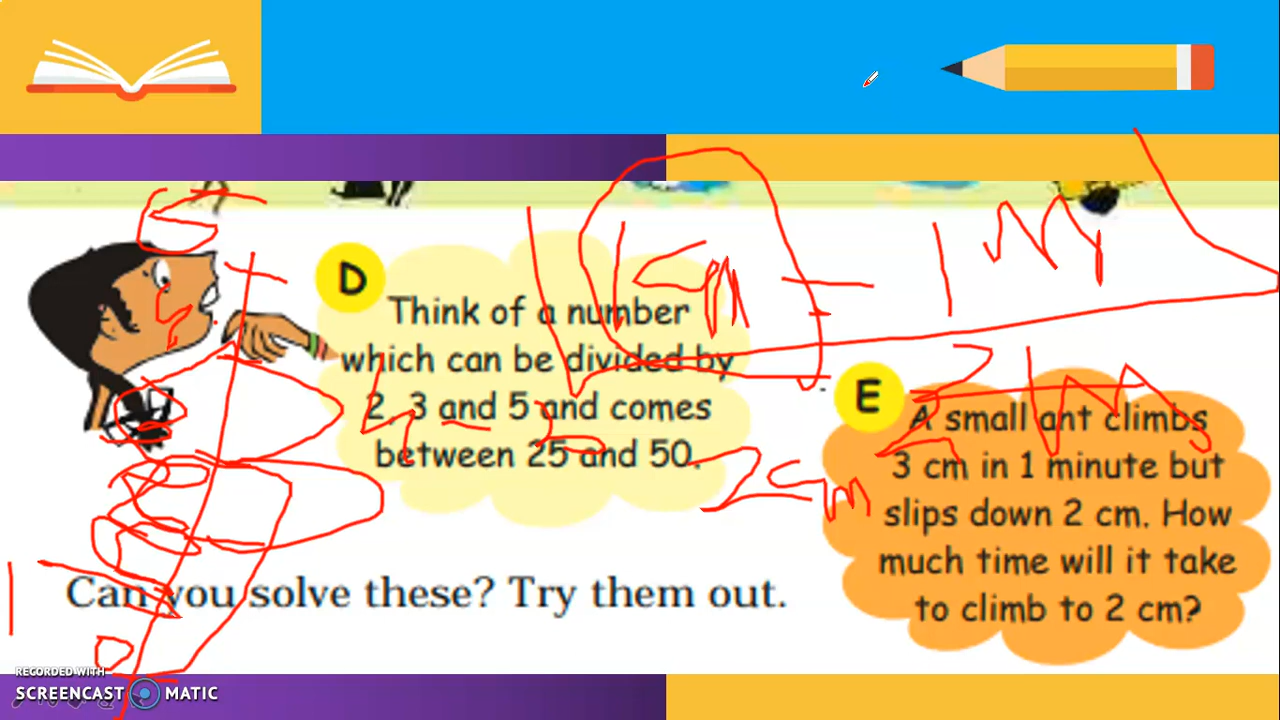 D
Think of a number
which can be divided by
2, 3 and 5 and comes
between 25 and 50.
E
A small ant climbs
3 cm in 1 minute but
slips down 2 cm. How
much time will it take
to climb to 2 cm?
2 cm
Can you solve these? Try them out.
RECORDED WITH
SCREENCAST MATIC